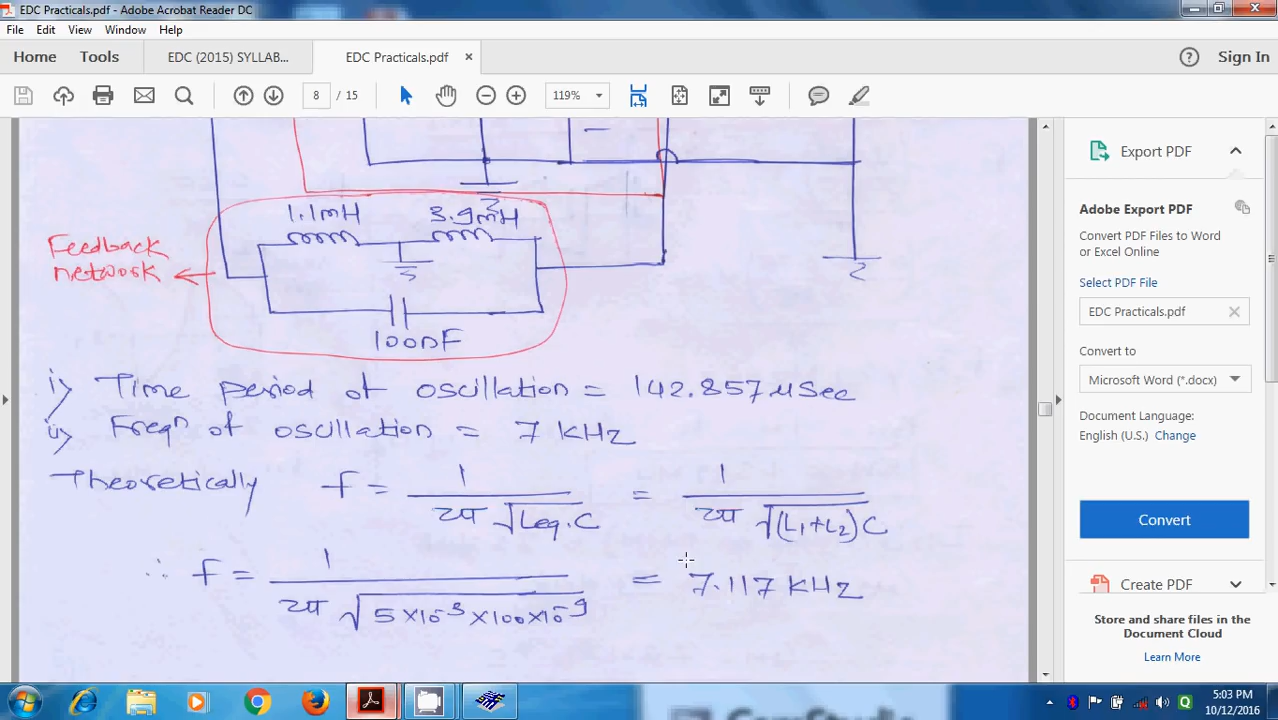 EDC Practicals.pdf - Adobe Acrobat Reader DC
File Edit View Window Help
Home Tools EDC (2015) SYLLAB... EDC Practicals.pdf × ? Sign In
8 / 15 119%
1.1mH 3.9mH
Feedback
network
100nF
i) Time period of oscillation = 142.857 μSec
ii) Freqn of oscillation = 7 KHz
Theoretically f = 1 / 2π √Leq.C = 1 / 2π √(L1+L2)C
∴ f = 1 / 2π √5×10-3×100×10-9 = 7.117 KHz
Export PDF
Adobe Export PDF
Convert PDF Files to Word
or Excel Online
Select PDF File
EDC Practicals.pdf ×
Convert to
Microsoft Word (*.docx)
Document Language:
English (U.S.) Change
Convert
Create PDF
Store and share files in the
Document Cloud
Learn More
5:03 PM
10/12/2016